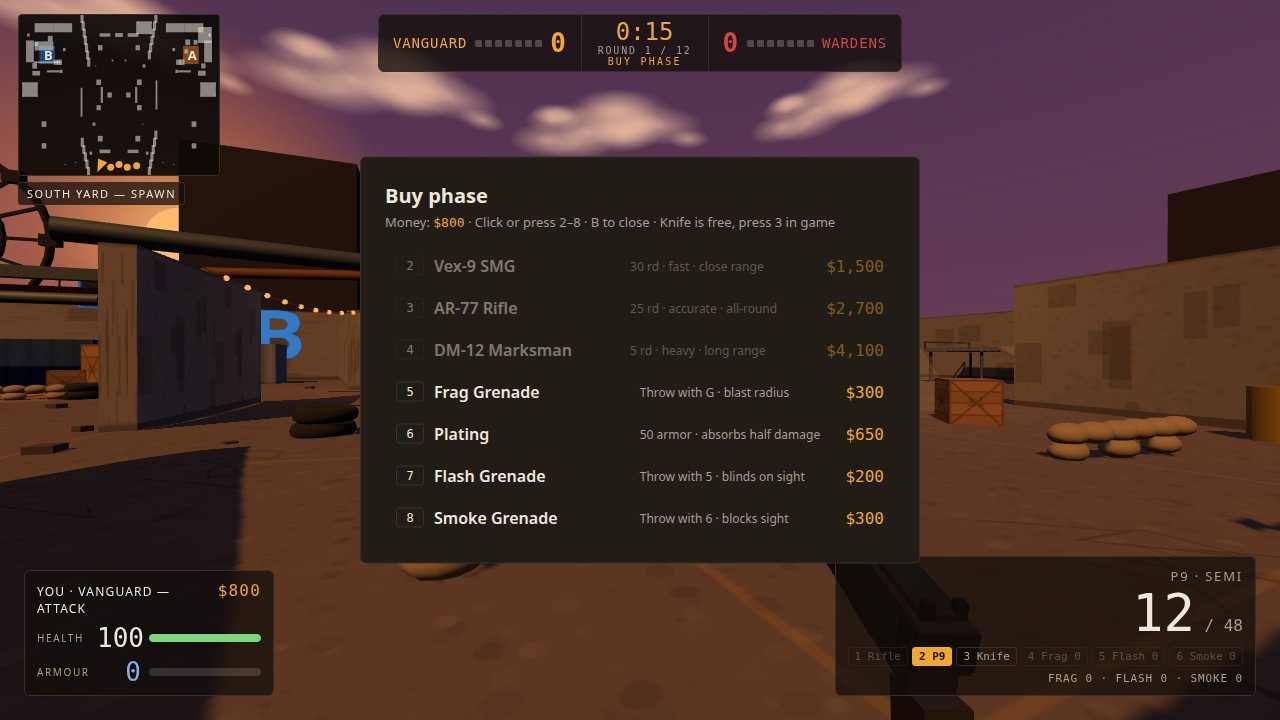 B
A
SOUTH YARD — SPAWN
VANGUARD
0
0:15
ROUND 1 / 12
BUY PHASE
0
WARDENS
B
Buy phase
Money: $800 · Click or press 2–8 · B to close · Knife is free, press 3 in game
2 Vex-9 SMG 30 rd · fast · close range $1,500
3 AR-77 Rifle 25 rd · accurate · all-round $2,700
4 DM-12 Marksman 5 rd · heavy · long range $4,100
5 Frag Grenade Throw with G · blast radius $300
6 Plating 50 armor · absorbs half damage $650
7 Flash Grenade Throw with 5 · blinds on sight $200
8 Smoke Grenade Throw with 6 · blocks sight $300
YOU · VANGUARD — $800
ATTACK
HEALTH 100
ARMOUR 0
P9 · SEMI
12 / 48
1 Rifle 2 P9 3 Knife 4 Frag 0 5 Flash 0 6 Smoke 0
FRAG 0 · FLASH 0 · SMOKE 0